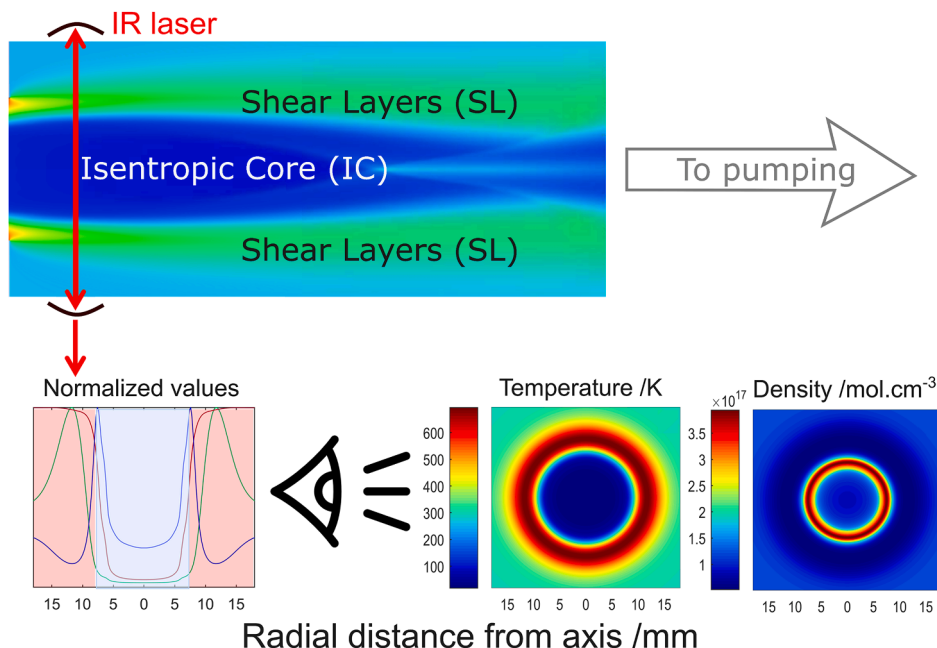 IR laser
Shear Layers (SL)
Isentropic Core (IC)
To pumping
Shear Layers (SL)
Normalized values
Temperature /K
Density /mol.cm⁻³
×10¹⁷
600
500
400
300
200
100
3.5
3
2.5
2
1.5
1
15 10 5 0 5 10 15
15 10 5 0 5 10 15
15 10 5 0 5 10 15
Radial distance from axis /mm